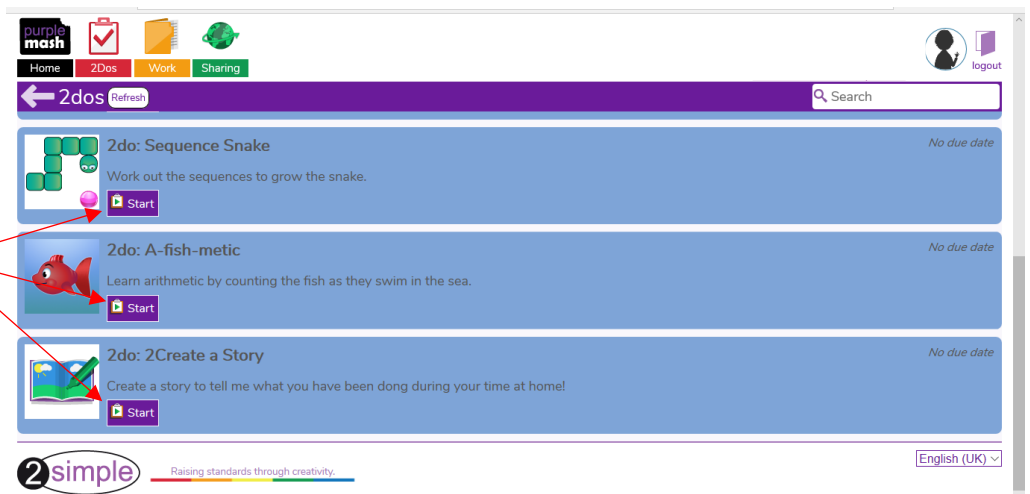 purple
mash
Home 2Dos Work Sharing
logout
2dos Refresh
Search
2do: Sequence Snake
No due date
Work out the sequences to grow the snake.
Start
2do: A-fish-metic
No due date
Learn arithmetic by counting the fish as they swim in the sea.
Start
2do: 2Create a Story
No due date
Create a story to tell me what you have been dong during your time at home!
Start
2simple Raising standards through creativity.
English (UK)